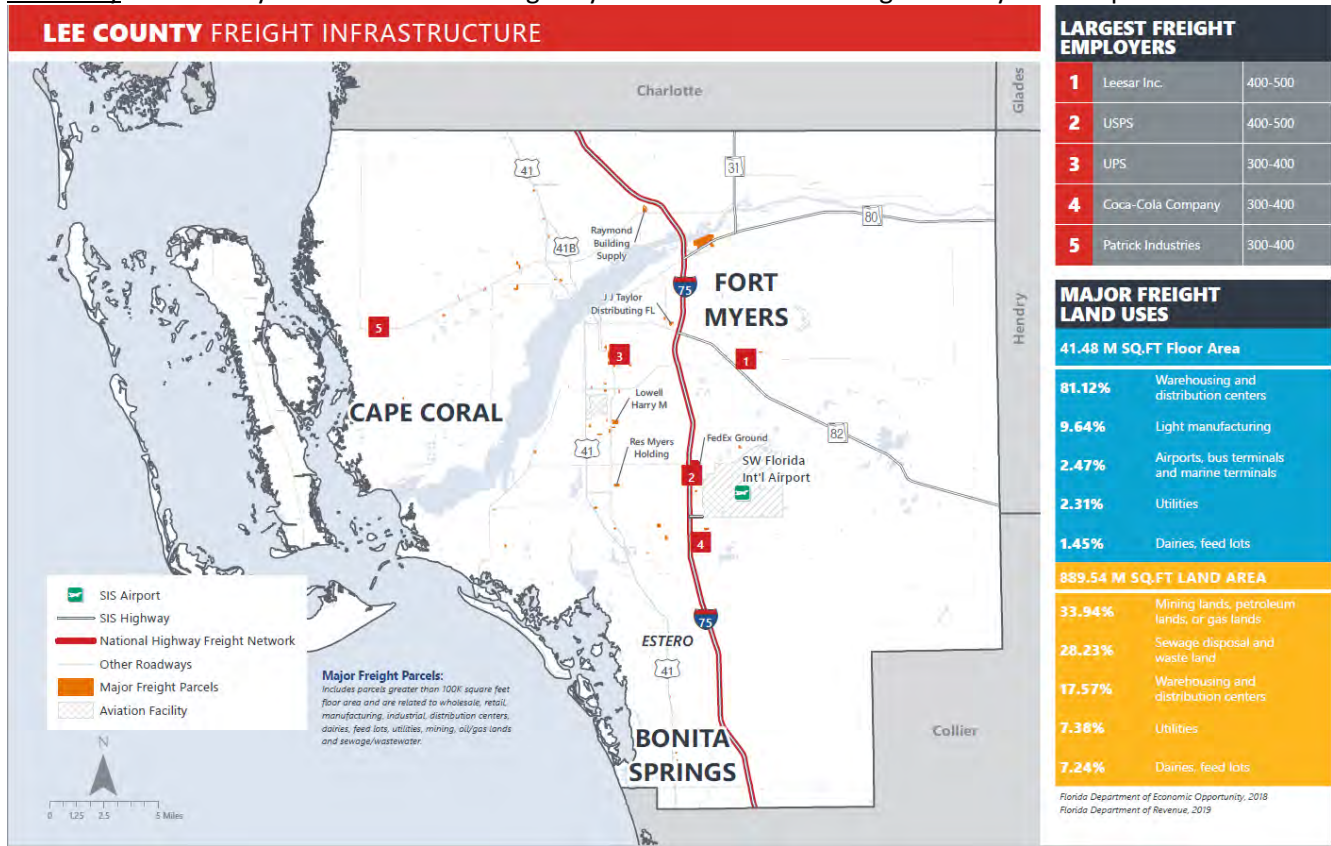 LEE COUNTY FREIGHT INFRASTRUCTURE
Charlotte
Glades
Hendry
Collier
41
31
80
41B
Raymond
Building
Supply
75
FORT
MYERS
J J Taylor
Distributing FL
5
3
1
Lowell
Harry M
CAPE CORAL
82
41
Res Myers
Holding
FedEx Ground
2
SW Florida
Int'l Airport
4
75
ESTERO
41
BONITA
SPRINGS
SIS Airport
SIS Highway
National Highway Freight Network
Other Roadways
Major Freight Parcels
Aviation Facility
Major Freight Parcels:
Includes parcels greater than 100K square feet
floor area and are related to wholesale, retail,
manufacturing, industrial, distribution centers,
dairies, feed lots, utilities, mining, oil/gas lands
and sewage/wastewater.
N
0 1.25 2.5 5 Miles
LARGEST FREIGHT
EMPLOYERS
1 Leesar Inc. 400-500
2 USPS 400-500
3 UPS 300-400
4 Coca-Cola Company 300-400
5 Patrick Industries 300-400
MAJOR FREIGHT
LAND USES
41.48 M SQ.FT Floor Area
81.12% Warehousing and
distribution centers
9.64% Light manufacturing
2.47% Airports, bus terminals
and marine terminals
2.31% Utilities
1.45% Dairies, feed lots
889.54 M SQ.FT LAND AREA
33.94% Mining lands, petroleum
lands, or gas lands
28.23% Sewage disposal and
waste land
17.57% Warehousing and
distribution centers
7.38% Utilities
7.24% Dairies, feed lots
Florida Department of Economic Opportunity, 2018
Florida Department of Revenue, 2019